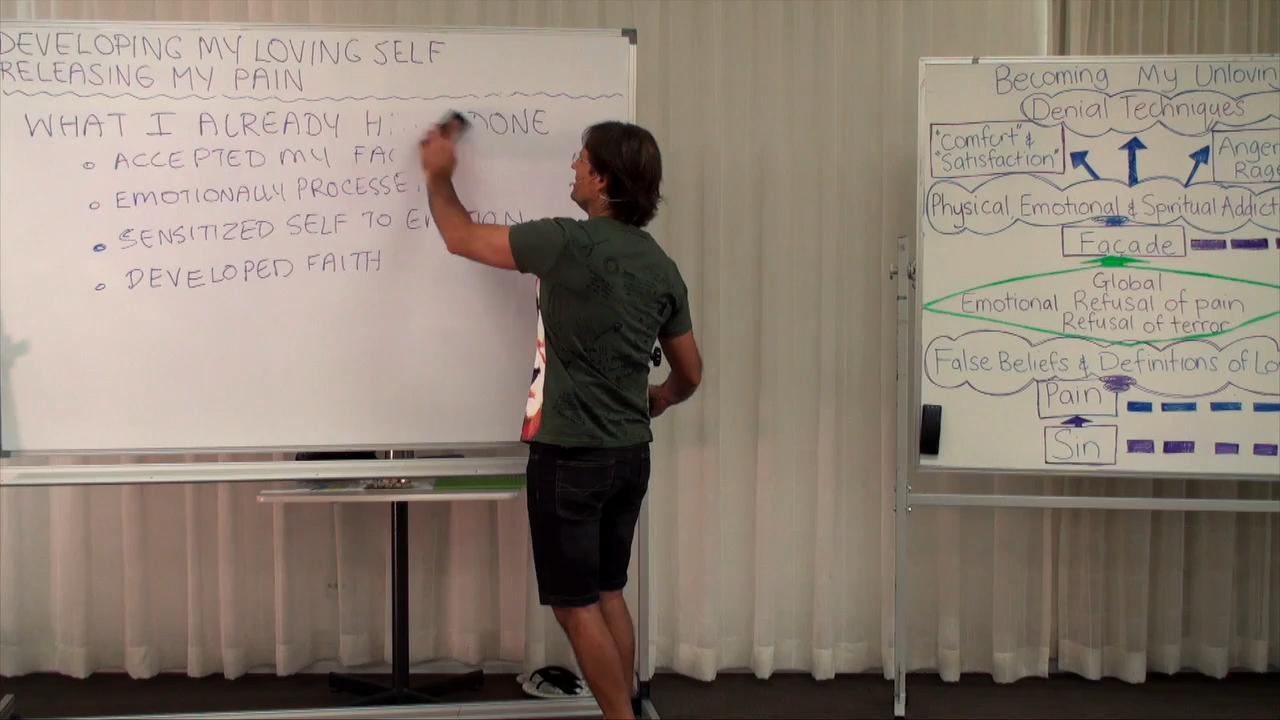 DEVELOPING MY LOVING SELF
RELEASING MY PAIN
WHAT I ALREADY DONE
ACCEPTED MY
EMOTIONALLY
SENSITIZED SELF TO
DEVELOPED FAITH
Becoming My
Denial Techniques
"Comfort" &
"Satisfaction"
Anger
Physical Emotional & Spiritual
Façade
Global
Emotional Refusal of pain
Refusal of terror
False Beliefs & Definitions of
Pain
Sin